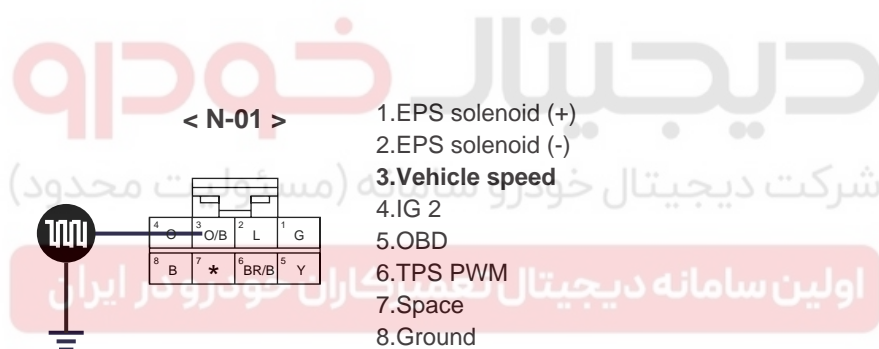 دیجیتال خودرو
شرکت دیجیتال خودرو سامانه (مسئولیت محدود)
اولین سامانه دیجیتال تعمیرکاران خودرو در ایران
< N-01 >
4 O
3 O/B
2 L
1 G
8 B
7 *
6 BR/B
5 Y
1.EPS solenoid (+)
2.EPS solenoid (-)
3.Vehicle speed
4.IG 2
5.OBD
6.TPS PWM
7.Space
8.Ground